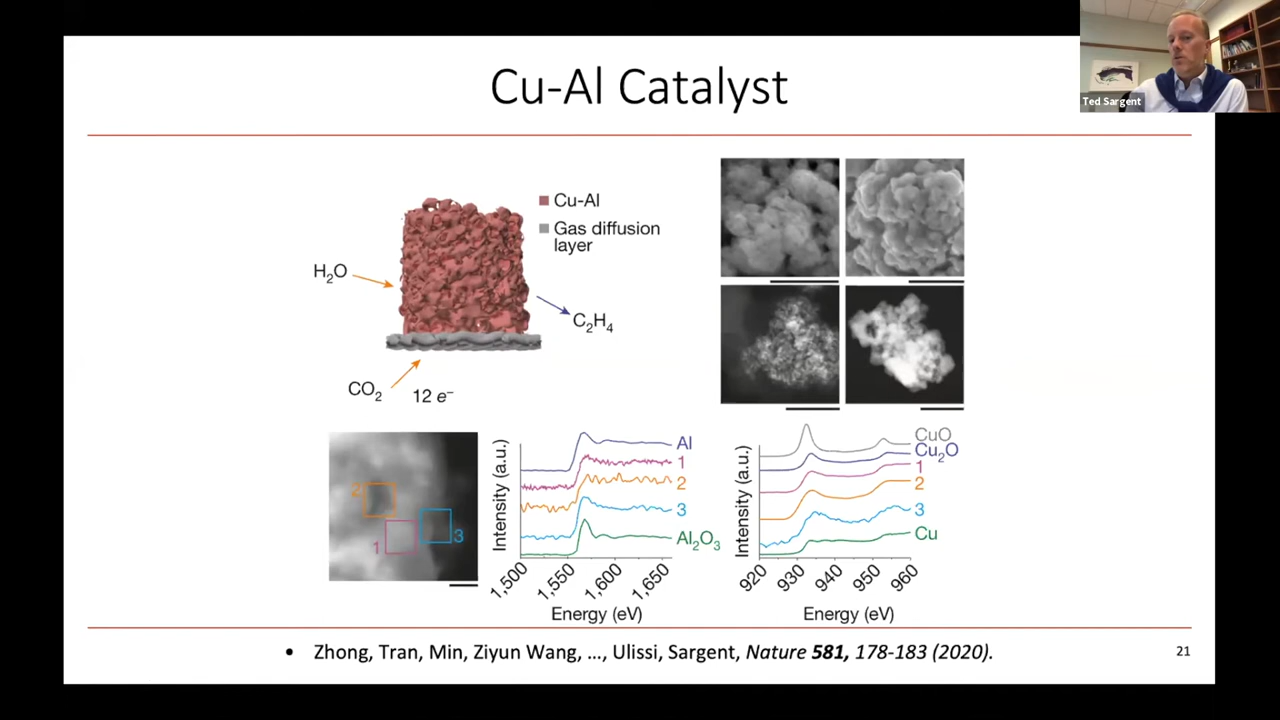 Cu-Al Catalyst
Ted Sargent
Cu-Al
Gas diffusion
layer
H₂O
C₂H₄
CO₂
12 e⁻
2
1
3
Intensity (a.u.)
Al
1
2
3
Al₂O₃
1,500
1,550
1,600
1,650
Energy (eV)
Intensity (a.u.)
CuO
Cu₂O
1
2
3
Cu
920
930
940
950
960
Energy (eV)
• Zhong, Tran, Min, Ziyun Wang, …, Ulissi, Sargent, Nature 581, 178-183 (2020).
21